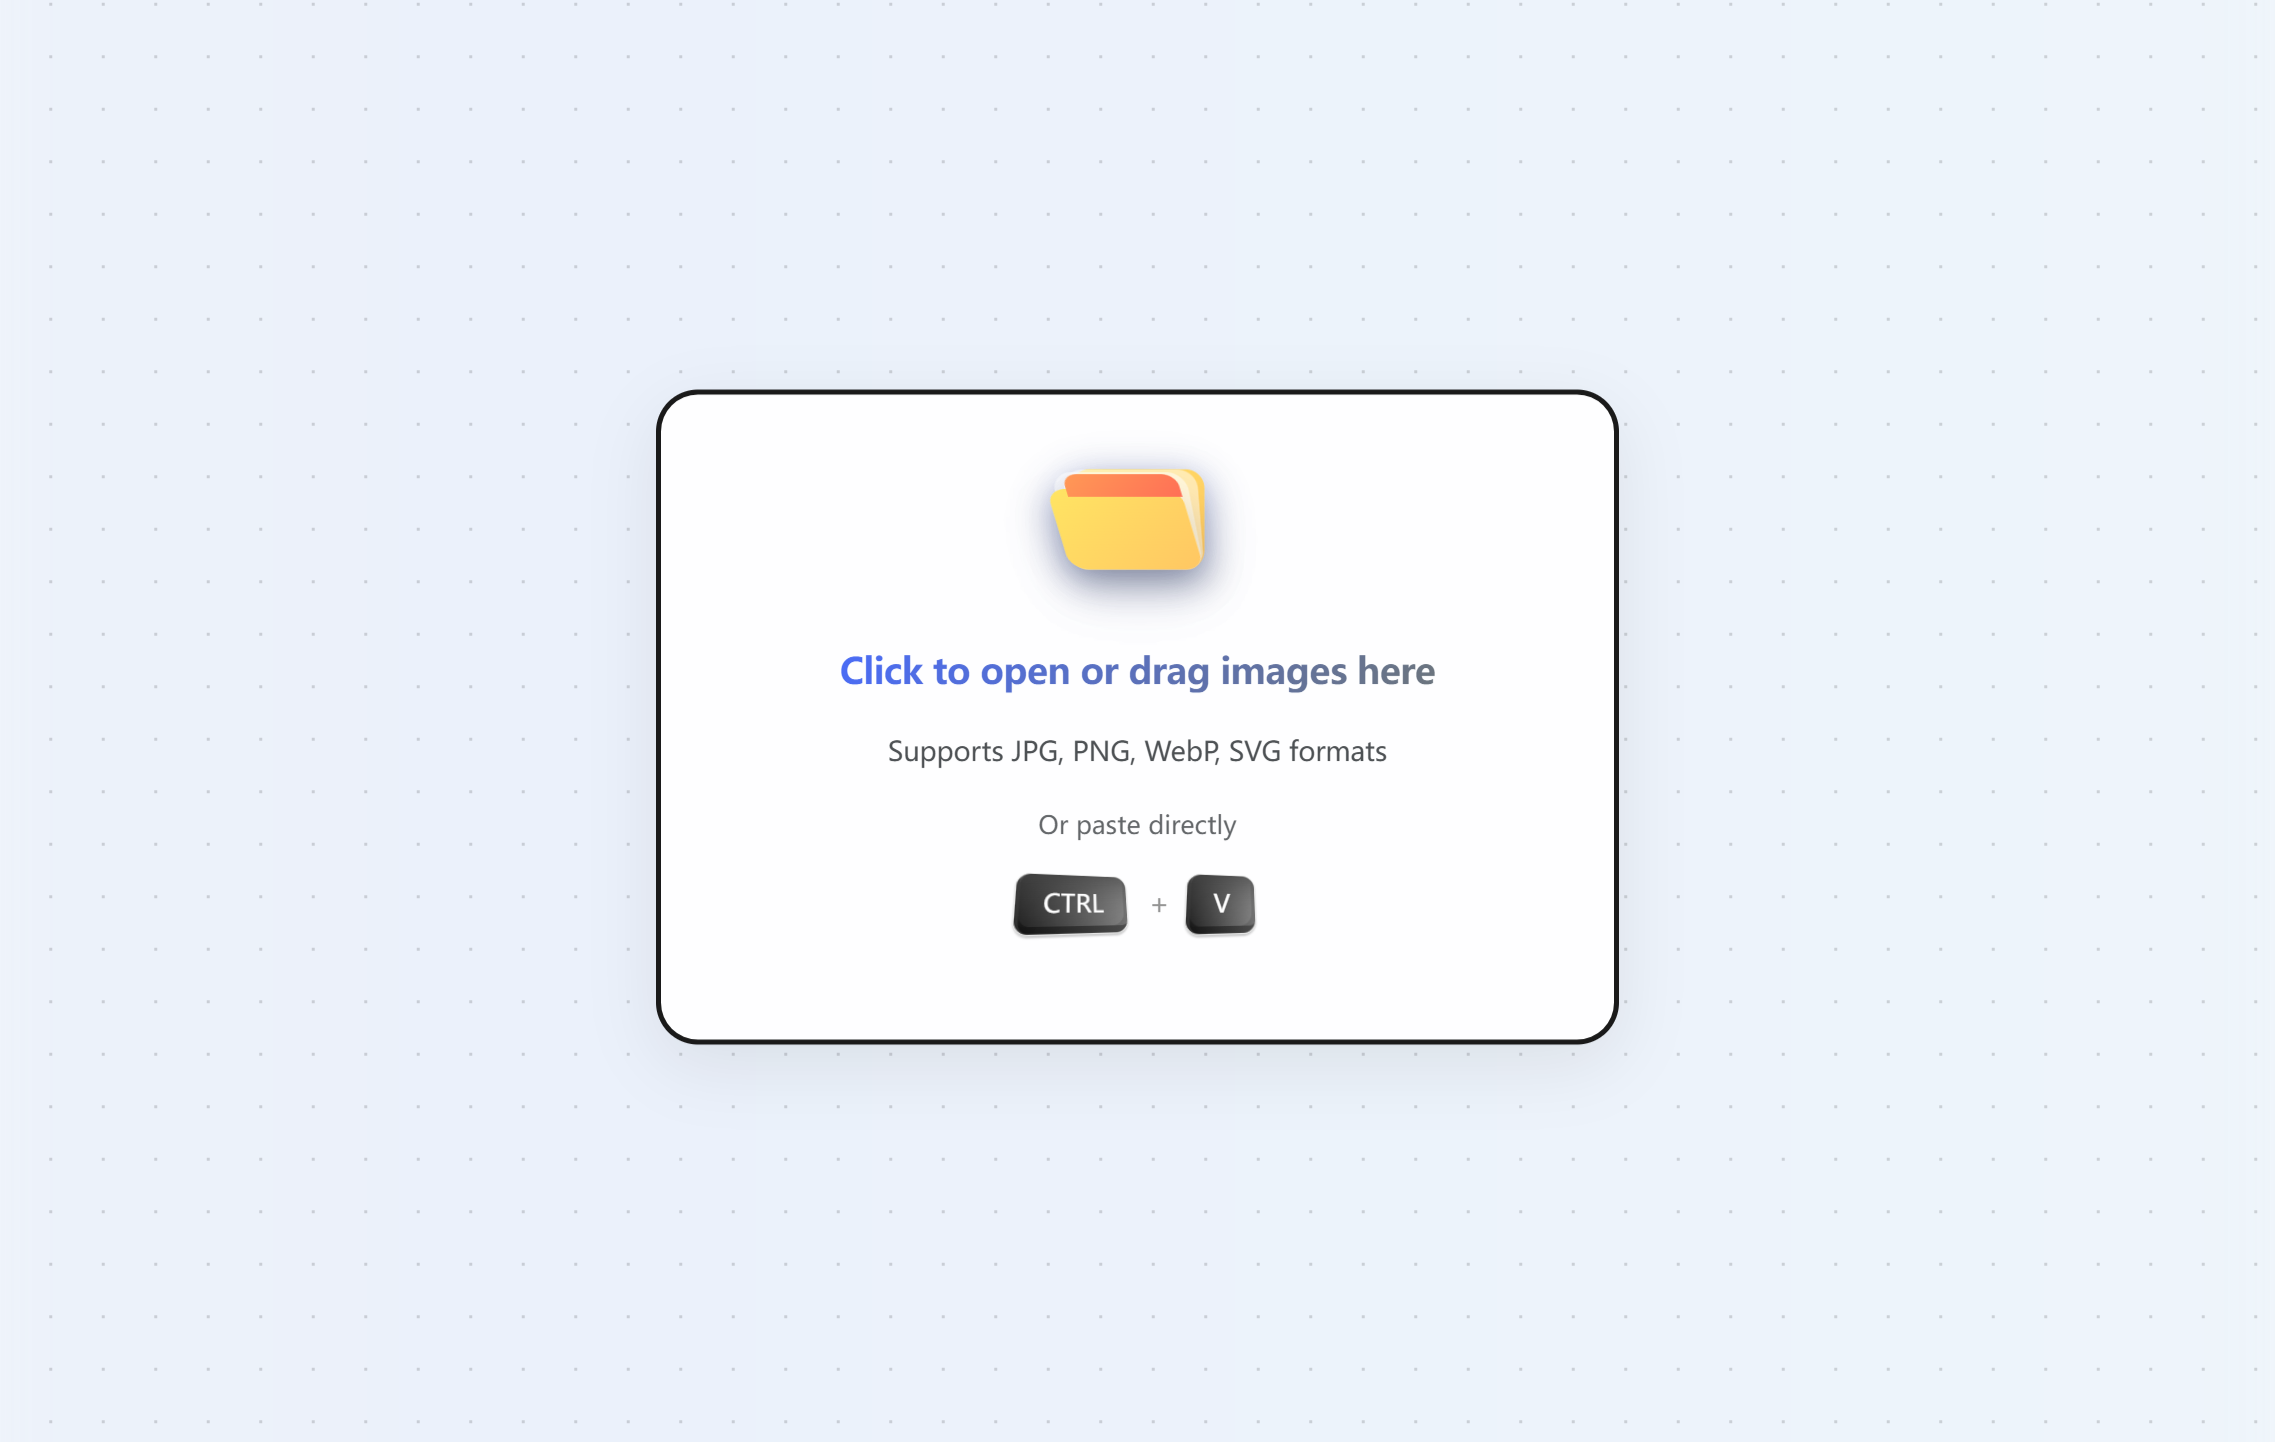 Click to open or drag images here
Supports JPG, PNG, WebP, SVG formats
Or paste directly
CTRL + V